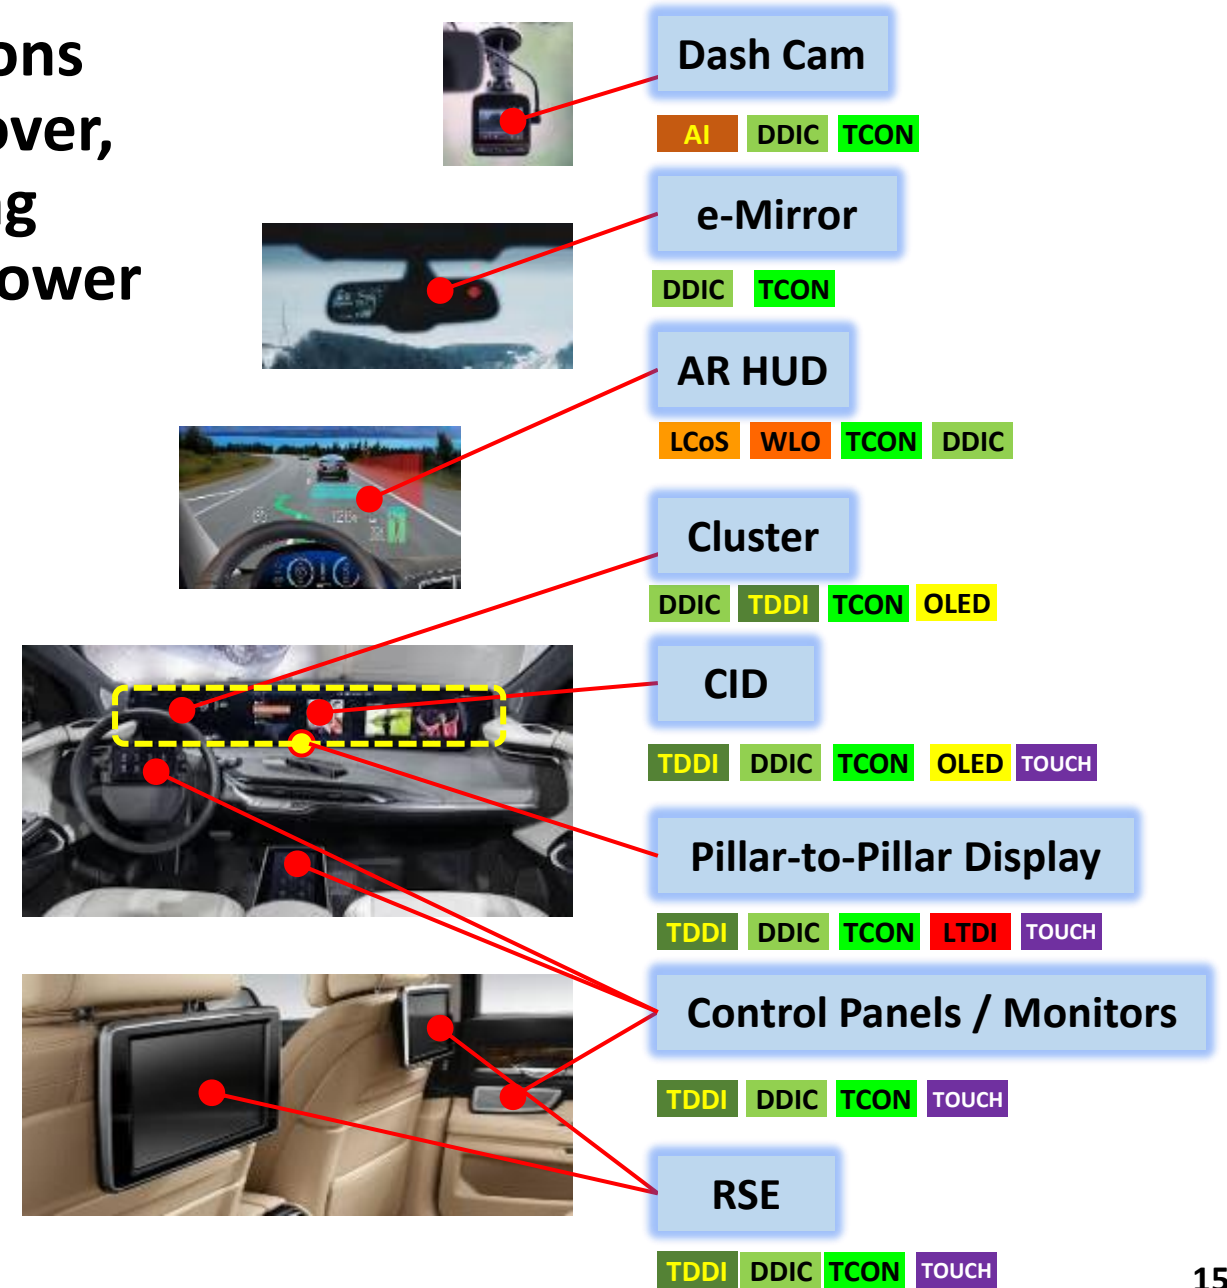 ons
over,
ng
ower
Dash Cam
AI DDIC TCON
e-Mirror
DDIC TCON
AR HUD
LCoS WLO TCON DDIC
Cluster
DDIC TDDI TCON OLED
CID
TDDI DDIC TCON OLED TOUCH
Pillar-to-Pillar Display
TDDI DDIC TCON LTDI TOUCH
Control Panels / Monitors
TDDI DDIC TCON TOUCH
RSE
TDDI DDIC TCON TOUCH
15